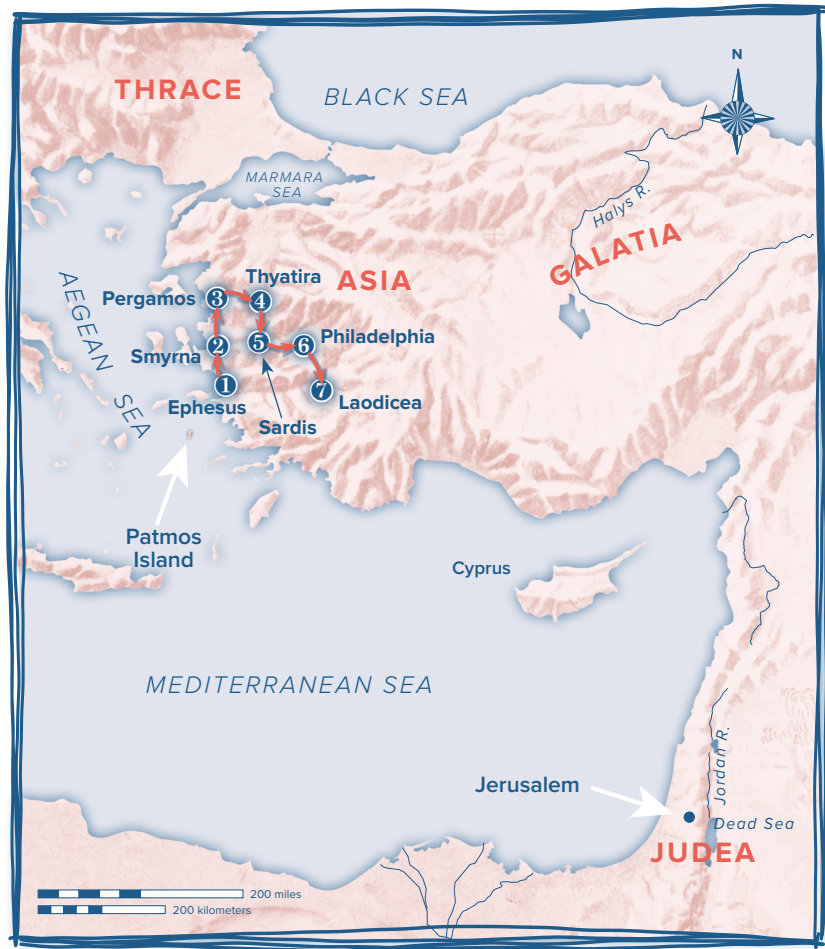 N
THRACE
BLACK SEA
MARMARA
SEA
Halys R.
GALATIA
AEGEAN SEA
Thyatira
ASIA
Pergamos
3
4
Smyrna
2
5
6
Philadelphia
1
7
Ephesus
Laodicea
Sardis
Patmos
Island
Cyprus
MEDITERRANEAN SEA
Jordan R.
Jerusalem
Dead Sea
JUDEA
200 miles
200 kilometers